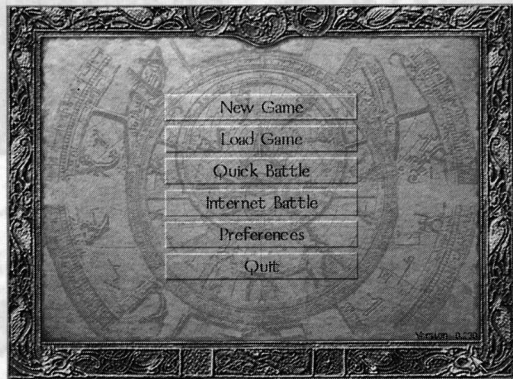 New Game
Load Game
Quick Battle
Internet Battle
Preferences
Quit